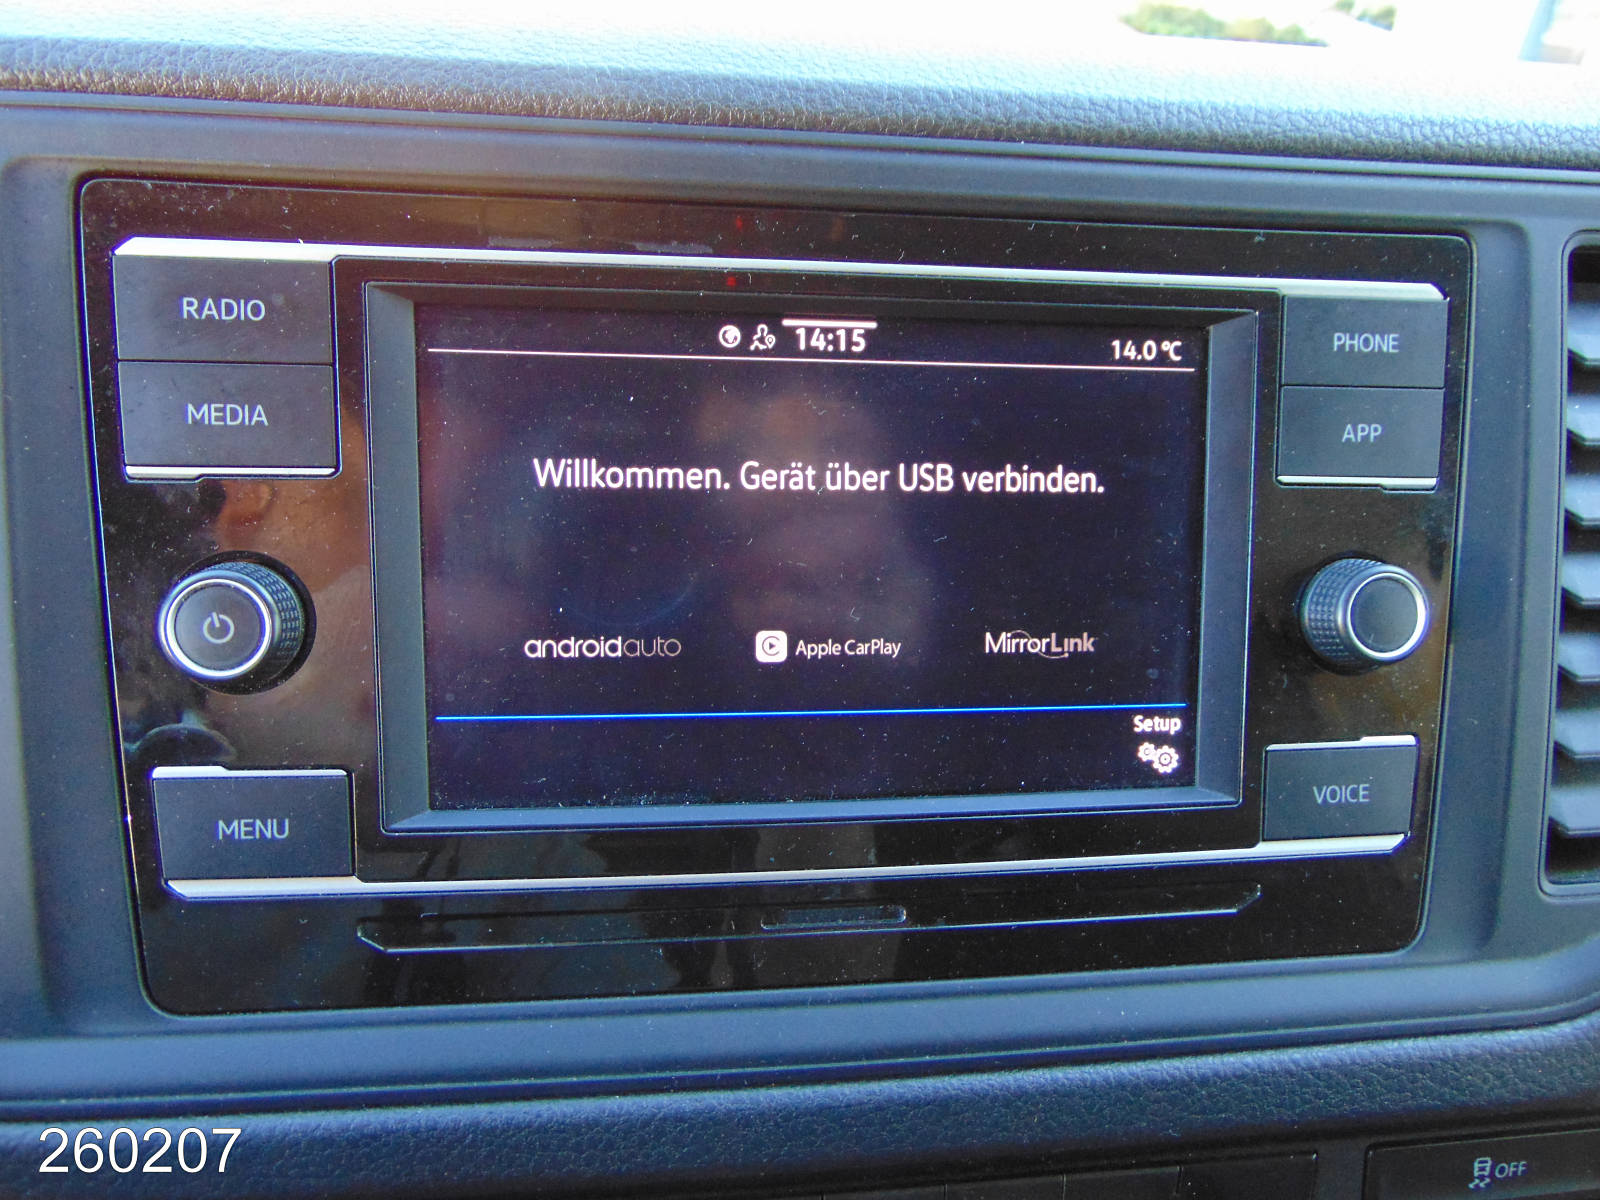 RADIO
MEDIA
MENU
14:15
14.0 °C
Willkommen. Gerät über USB verbinden.
androidauto
Apple CarPlay
MirrorLink
Setup
PHONE
APP
VOICE
OFF
260207